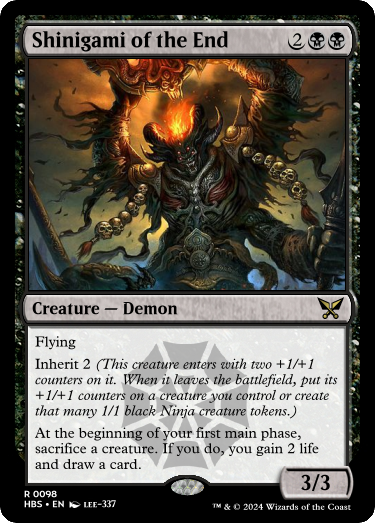 Shinigami of the End 2
Creature — Demon
Flying
Inherit 2 (This creature enters with two +1/+1
counters on it. When it leaves the battlefield, put its
+1/+1 counters on a creature you control or create
that many 1/1 black Ninja creature tokens.)
At the beginning of your first main phase,
sacrifice a creature. If you do, you gain 2 life
and draw a card.
3/3
R 0098
HBS • EN LEE-337
™ & © 2024 Wizards of the Coast